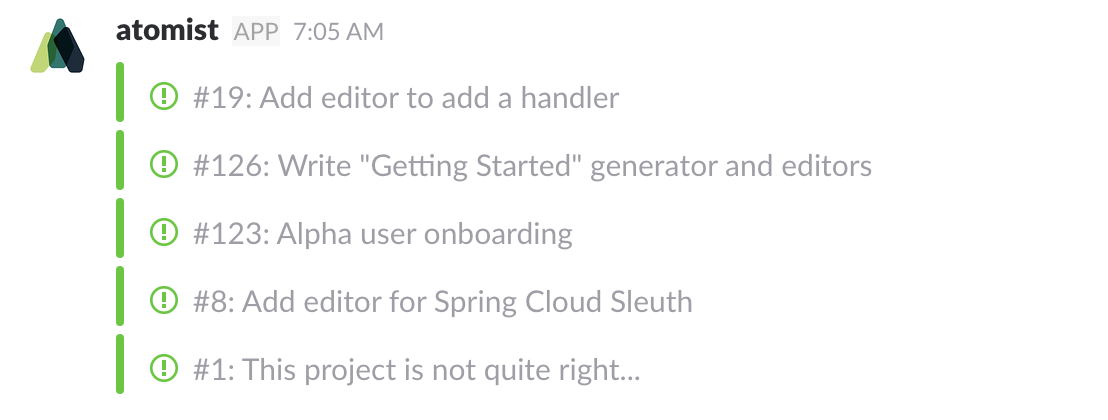 atomist APP 7:05 AM
#19: Add editor to add a handler
#126: Write "Getting Started" generator and editors
#123: Alpha user onboarding
#8: Add editor for Spring Cloud Sleuth
#1: This project is not quite right...